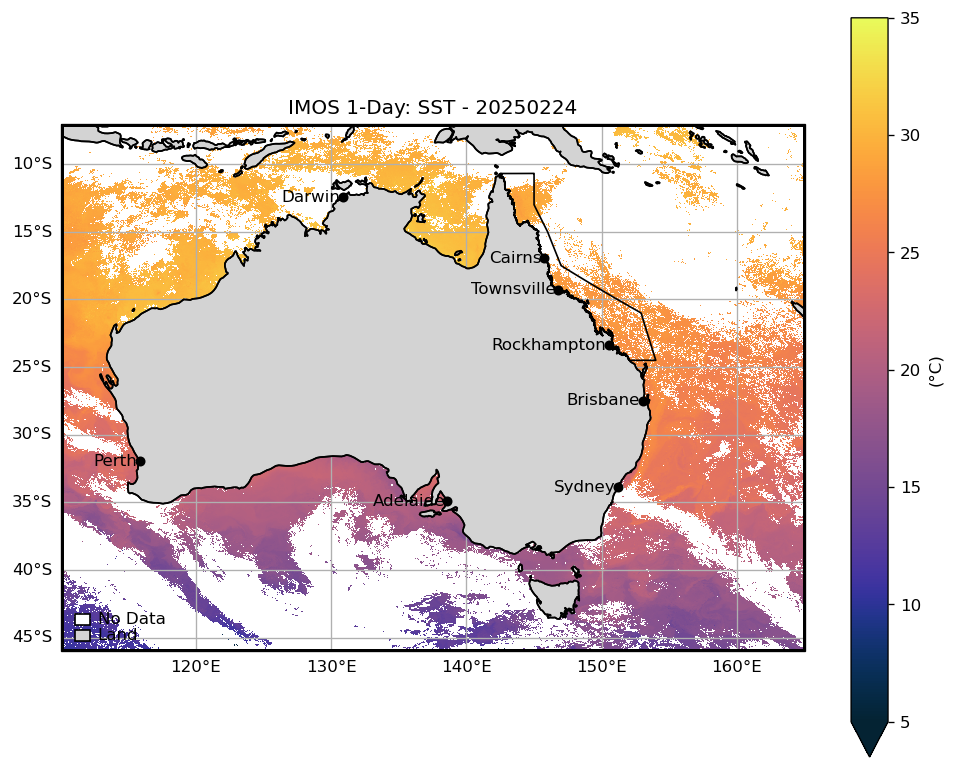 IMOS 1-Day: SST - 20250224
35
30
25
20
15
10
5
(°C)
10°S
15°S
20°S
25°S
30°S
35°S
40°S
45°S
120°E
130°E
140°E
150°E
160°E
Darwin
Cairns
Townsville
Rockhampton
Brisbane
Perth
Sydney
Adelaide
No Data
Land